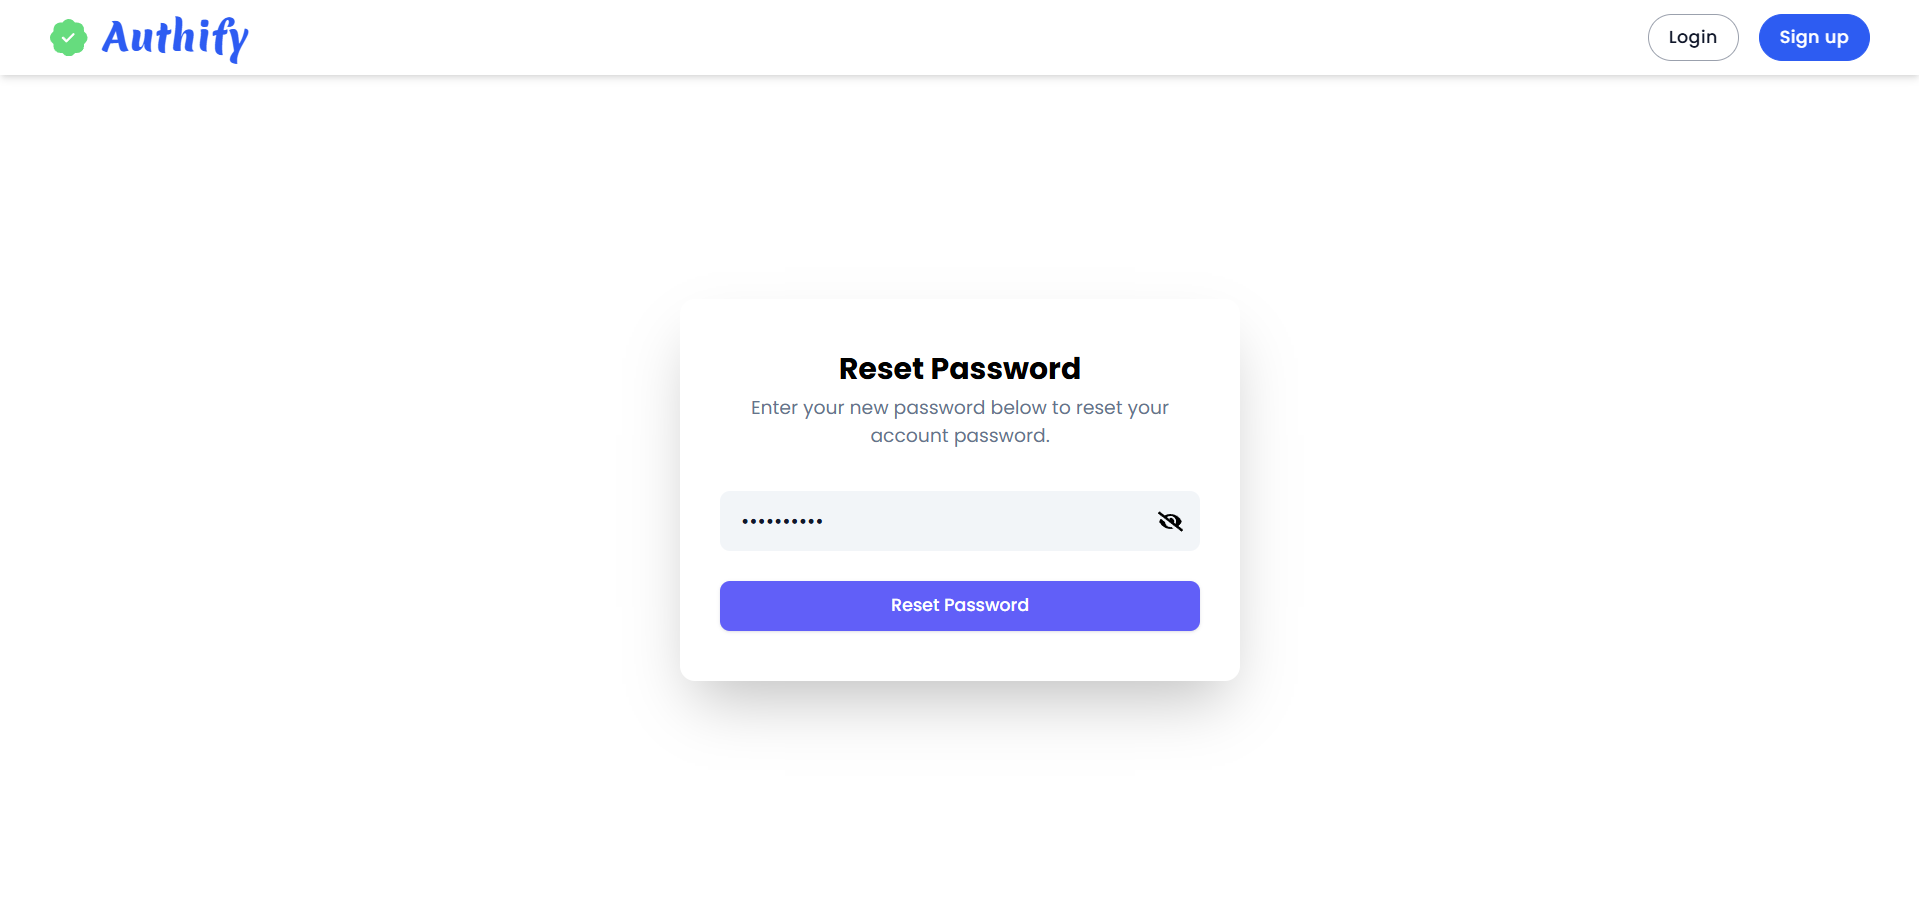 Authify
Login
Sign up
Reset Password
Enter your new password below to reset your
account password.
••••••••••
Reset Password